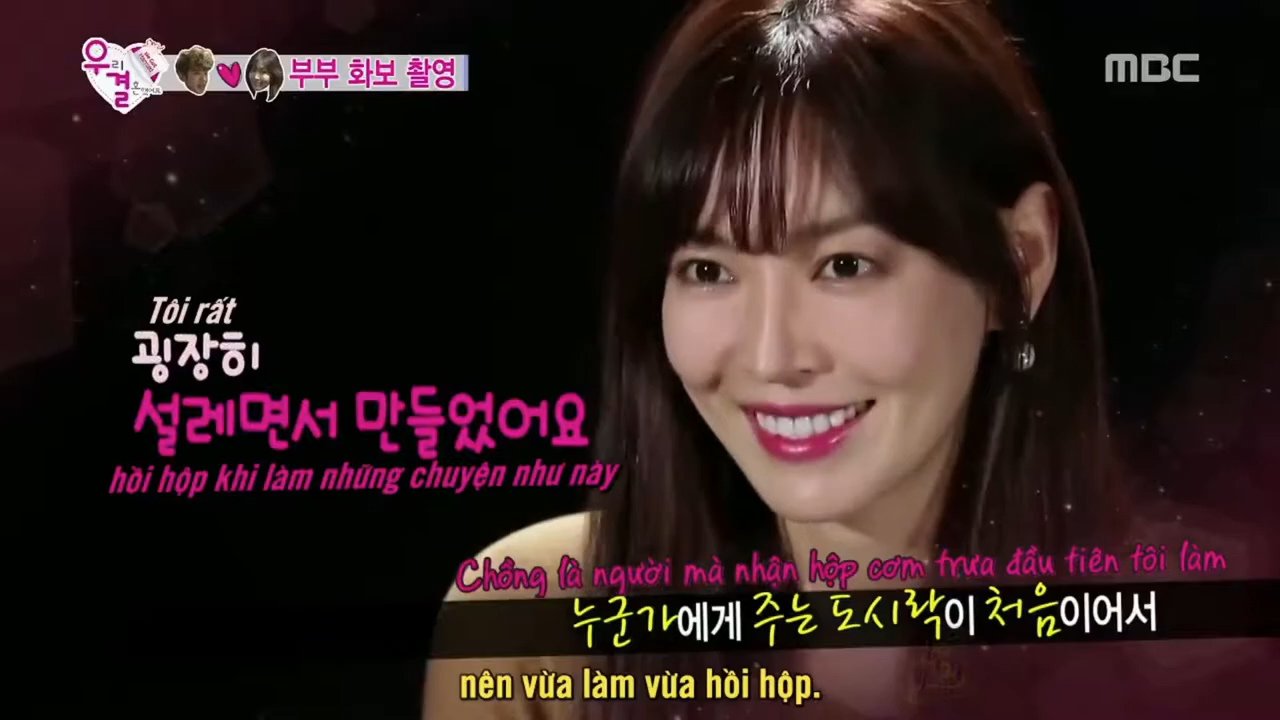 우리 결혼했어요
부부 화보 촬영
MBC
Tôi rất
굉장히
설레면서 만들었어요
hồi hộp khi làm những chuyện như này
Chồng là người mà nhận hộp cơm trưa đầu tiên tôi làm
누군가에게 주는 도시락이 처음이어서
nên vừa làm vừa hồi hộp.